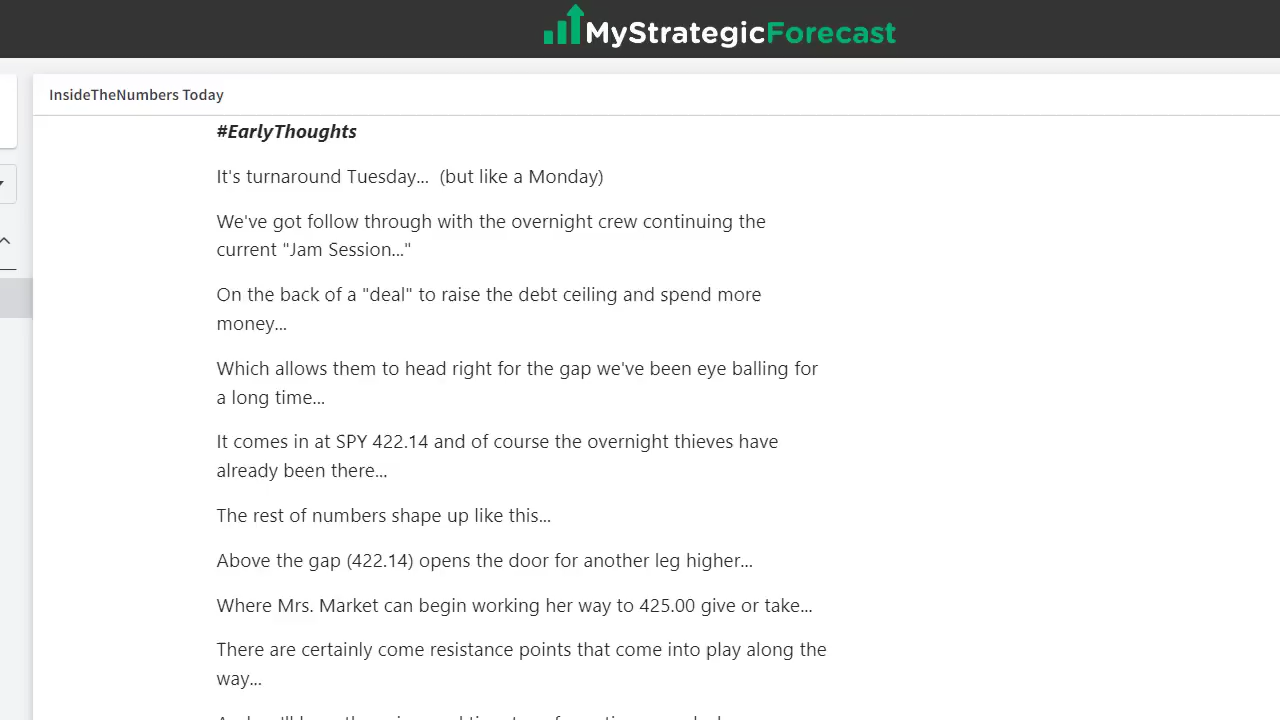 MyStrategicForecast
InsideTheNumbers Today
#EarlyThoughts
It's turnaround Tuesday... (but like a Monday)
We've got follow through with the overnight crew continuing the
current "Jam Session..."
On the back of a "deal" to raise the debt ceiling and spend more
money...
Which allows them to head right for the gap we've been eye balling for
a long time...
It comes in at SPY 422.14 and of course the overnight thieves have
already been there...
The rest of numbers shape up like this...
Above the gap (422.14) opens the door for another leg higher...
Where Mrs. Market can begin working her way to 425.00 give or take...
There are certainly come resistance points that come into play along the
way...